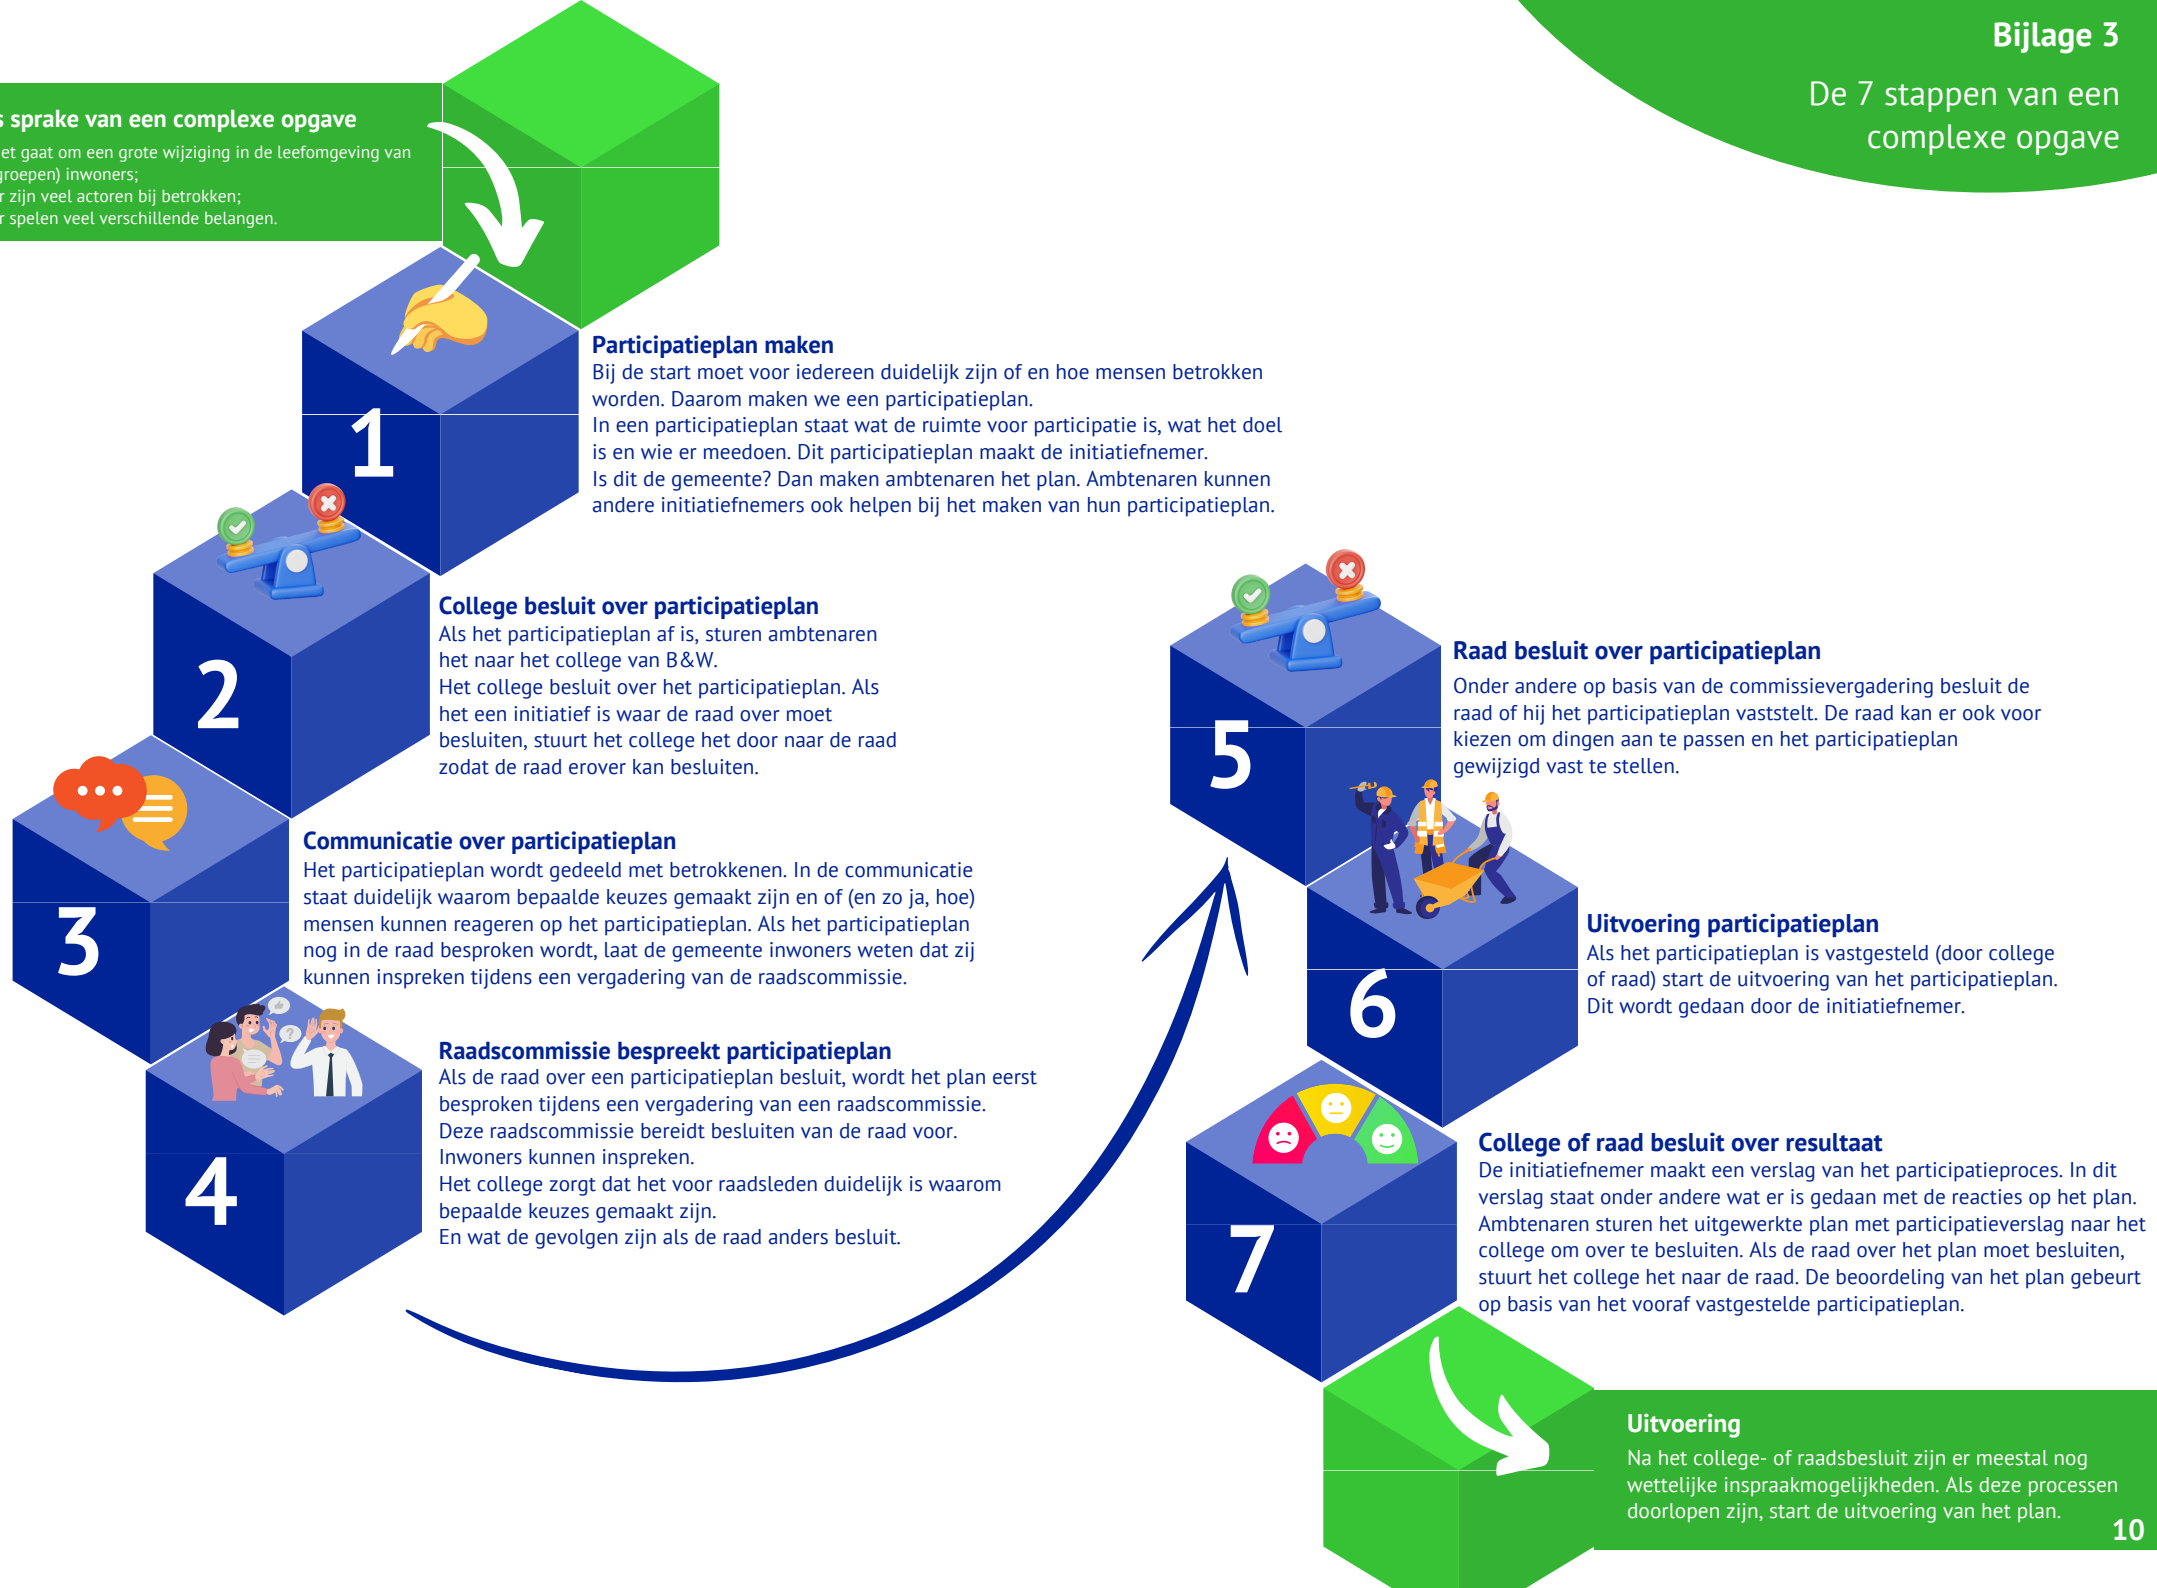 Bijlage 3
De 7 stappen van een
complexe opgave
sprake van een complexe opgave
gaat om een grote wijziging in de leefomgeving van
inwoners;
zijn veel actoren bij betrokken;
spelen veel verschillende belangen.
1
Participatieplan maken
Bij de start moet voor iedereen duidelijk zijn of en hoe mensen betrokken
worden. Daarom maken we een participatieplan.
In een participatieplan staat wat de ruimte voor participatie is, wat het doel
is en wie er meedoen. Dit participatieplan maakt de initiatiefnemer.
Is dit de gemeente? Dan maken ambtenaren het plan. Ambtenaren kunnen
andere initiatiefnemers ook helpen bij het maken van hun participatieplan.
2
College besluit over participatieplan
Als het participatieplan af is, sturen ambtenaren
het naar het college van B&W.
Het college besluit over het participatieplan. Als
het een initiatief is waar de raad over moet
besluiten, stuurt het college het door naar de raad
zodat de raad erover kan besluiten.
3
Communicatie over participatieplan
Het participatieplan wordt gedeeld met betrokkenen. In de communicatie
staat duidelijk waarom bepaalde keuzes gemaakt zijn en of (en zo ja, hoe)
mensen kunnen reageren op het participatieplan. Als het participatieplan
nog in de raad besproken wordt, laat de gemeente inwoners weten dat zij
kunnen inspreken tijdens een vergadering van de raadscommissie.
4
Raadscommissie bespreekt participatieplan
Als de raad over een participatieplan besluit, wordt het plan eerst
besproken tijdens een vergadering van een raadscommissie.
Deze raadscommissie bereidt besluiten van de raad voor.
Inwoners kunnen inspreken.
Het college zorgt dat het voor raadsleden duidelijk is waarom
bepaalde keuzes gemaakt zijn.
En wat de gevolgen zijn als de raad anders besluit.
5
Raad besluit over participatieplan
Onder andere op basis van de commissievergadering besluit de
raad of hij het participatieplan vaststelt. De raad kan er ook voor
kiezen om dingen aan te passen en het participatieplan
gewijzigd vast te stellen.
6
Uitvoering participatieplan
Als het participatieplan is vastgesteld (door college
of raad) start de uitvoering van het participatieplan.
Dit wordt gedaan door de initiatiefnemer.
7
College of raad besluit over resultaat
De initiatiefnemer maakt een verslag van het participatieproces. In dit
verslag staat onder andere wat er is gedaan met de reacties op het plan.
Ambtenaren sturen het uitgewerkte plan met participatieverslag naar het
college om over te besluiten. Als de raad over het plan moet besluiten,
stuurt het college het naar de raad. De beoordeling van het plan gebeurt
op basis van het vooraf vastgestelde participatieplan.
Uitvoering
Na het college- of raadsbesluit zijn er meestal nog
wettelijke inspraakmogelijkheden. Als deze processen
doorlopen zijn, start de uitvoering van het plan.
10